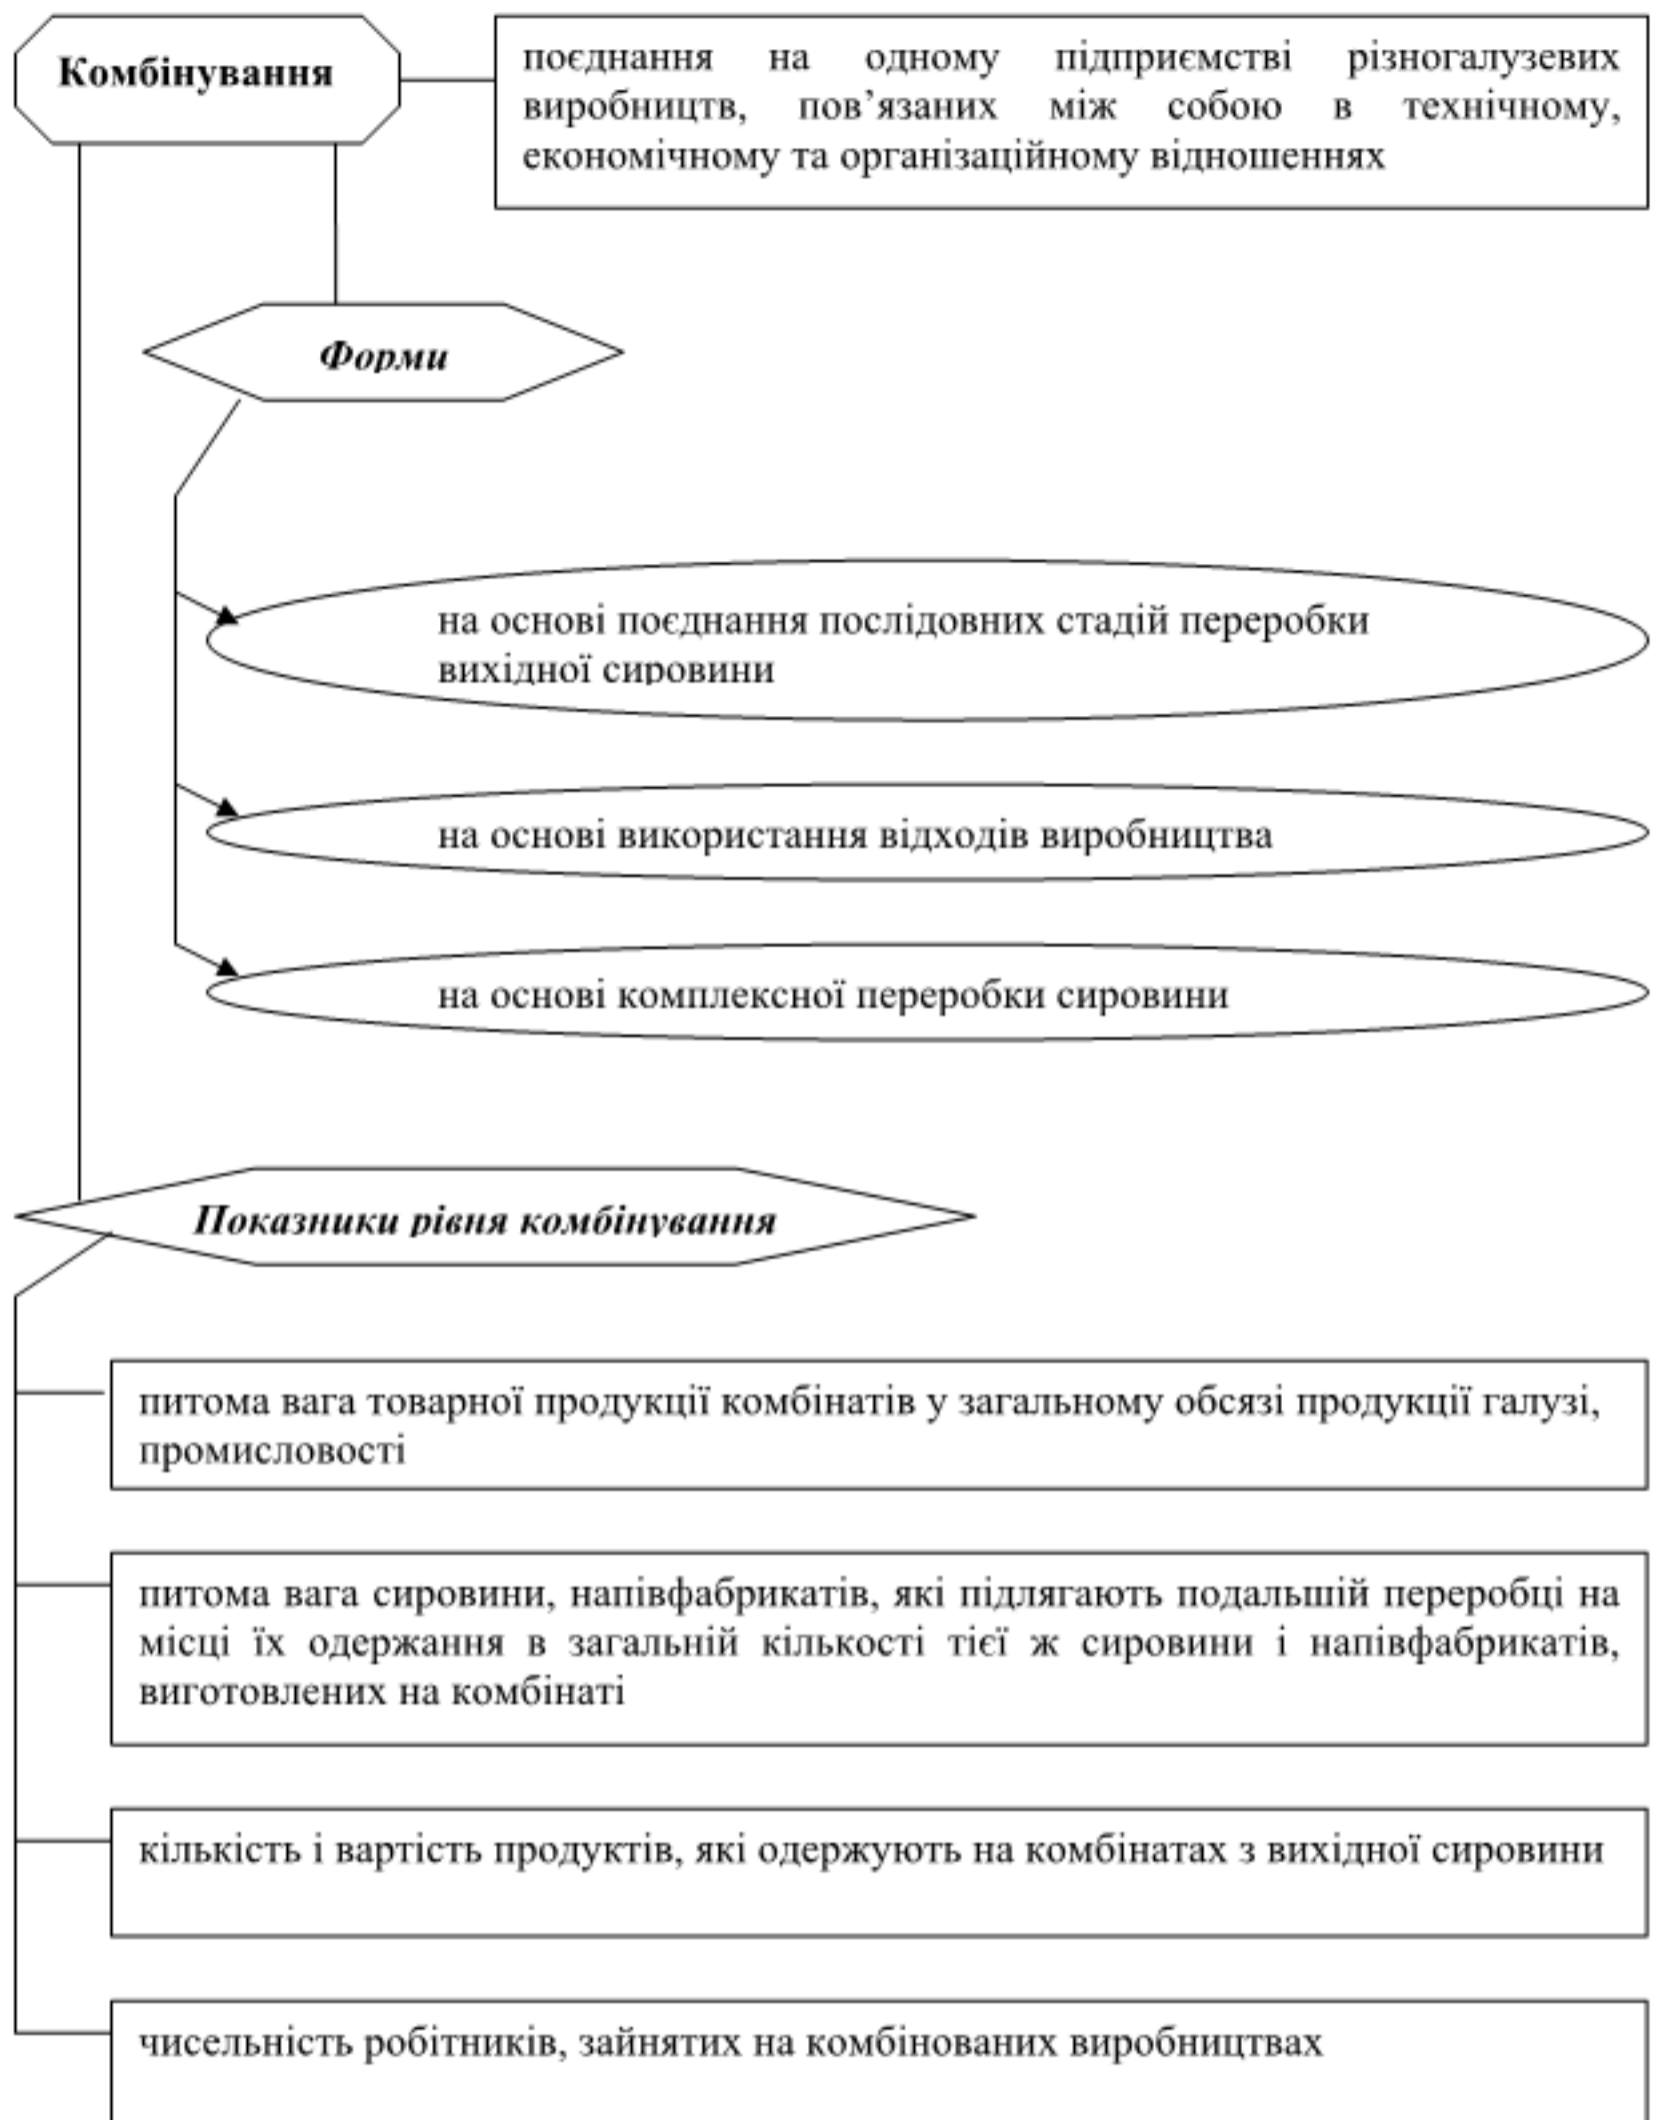 Комбінування
поєднання на одному підприємстві різногалузевих
виробництв, пов’язаних між собою в технічному,
економічному та організаційному відношеннях
Форми
на основі поєднання послідовних стадій переробки
вихідної сировини
на основі використання відходів виробництва
на основі комплексної переробки сировини
Показники рівня комбінування
питома вага товарної продукції комбінатів у загальному обсязі продукції галузі,
промисловості
питома вага сировини, напівфабрикатів, які підлягають подальшій переробці на
місці їх одержання в загальній кількості тієї ж сировини і напівфабрикатів,
виготовлених на комбінаті
кількість і вартість продуктів, які одержують на комбінатах з вихідної сировини
чисельність робітників, зайнятих на комбінованих виробництвах